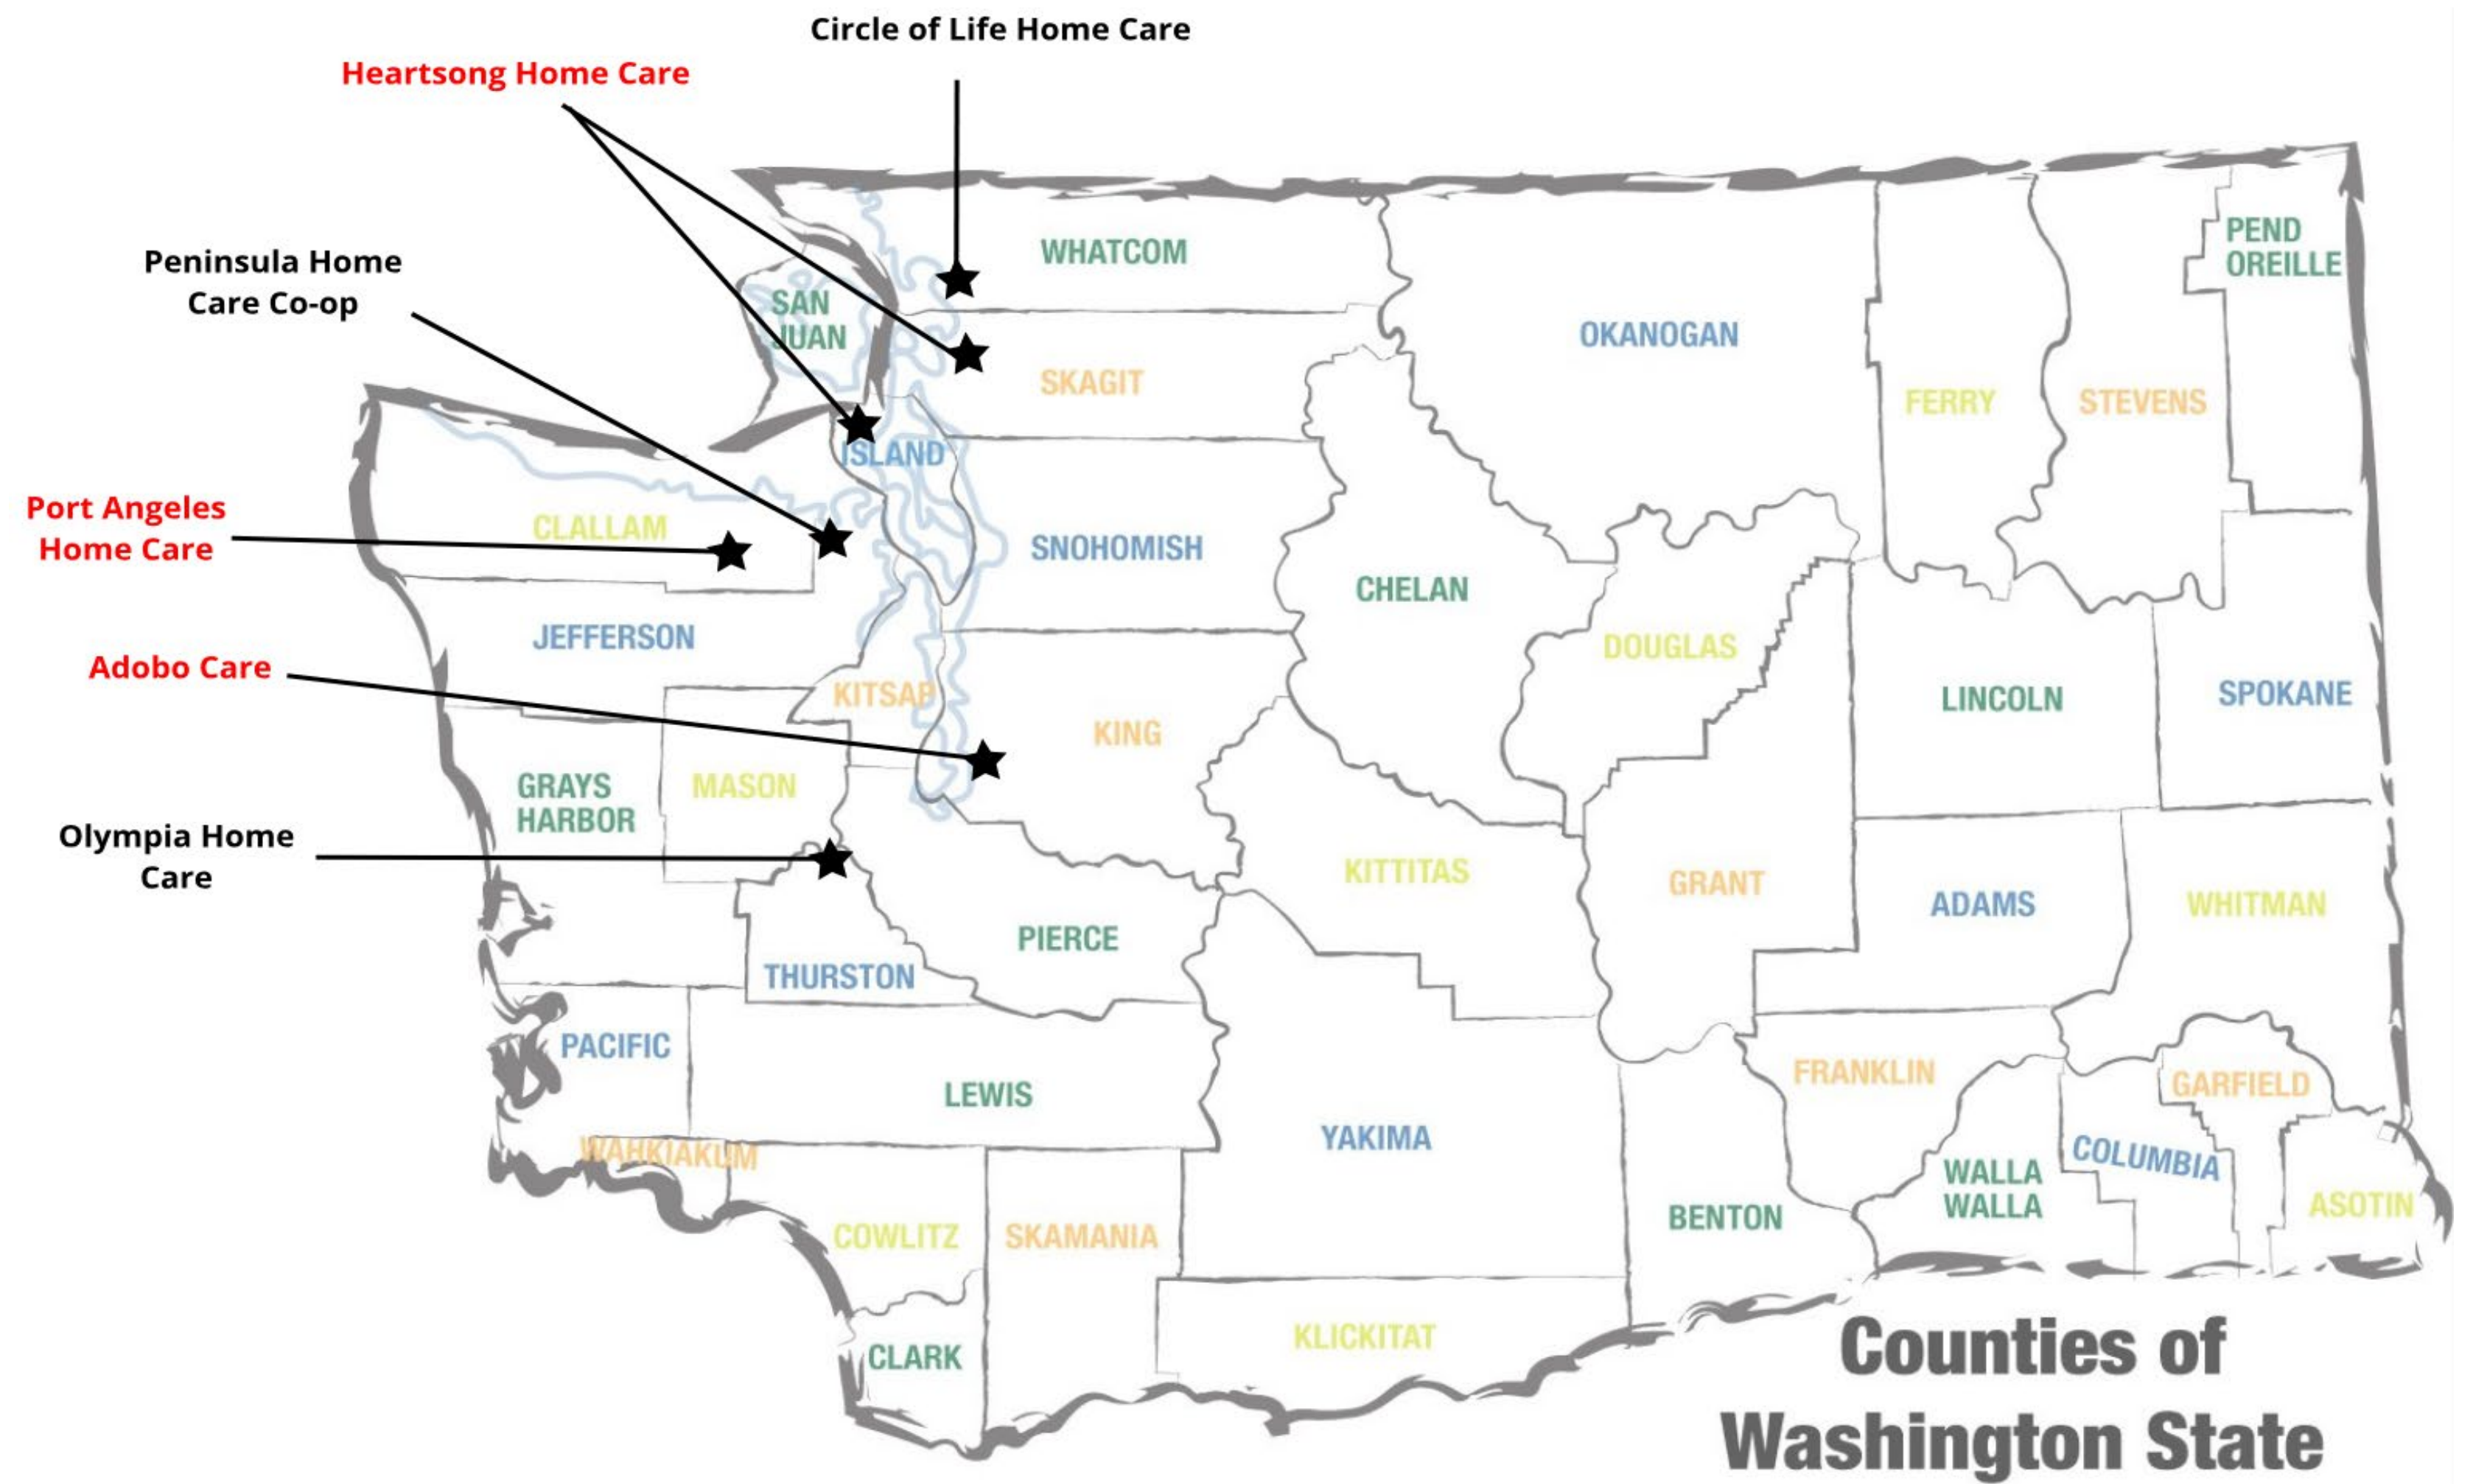 Circle of Life Home Care
Heartsong Home Care
Peninsula Home
Care Co-op
Port Angeles
Home Care
Adobo Care
Olympia Home
Care
WHATCOM
PEND
OREILLE
SAN
JUAN
OKANOGAN
SKAGIT
FERRY
STEVENS
ISLAND
CLALLAM
SNOHOMISH
CHELAN
JEFFERSON
DOUGLAS
KITSAP
LINCOLN
SPOKANE
KING
GRAYS
HARBOR
MASON
KITTITAS
GRANT
ADAMS
WHITMAN
PIERCE
THURSTON
PACIFIC
FRANKLIN
GARFIELD
LEWIS
YAKIMA
WAHKIAKUM
COLUMBIA
WALLA
WALLA
BENTON
ASOTIN
COWLITZ
SKAMANIA
KLICKITAT
CLARK
Counties of
Washington State